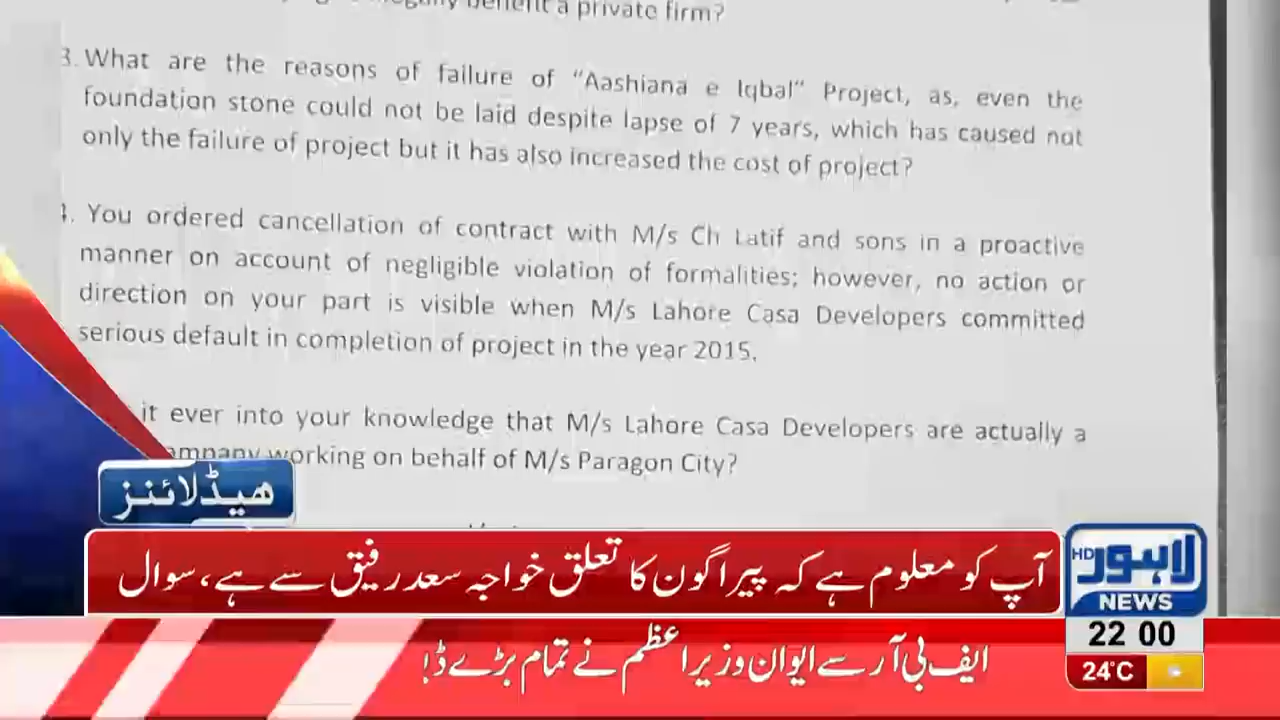 benefit a private firm?
3. What are the reasons of failure of "Aashiana e Iqbal" Project, as, even the
foundation stone could not be laid despite lapse of 7 years, which has caused not
only the failure of project but it has also increased the cost of project?
You ordered cancellation of contract with M/s Ch Latif and sons in a proactive
manner on account of negligible violation of formalities; however, no action or
direction on your part is visible when M/s Lahore Casa Developers committed
serious default in completion of project in the year 2015.
it ever into your knowledge that M/s Lahore Casa Developers are actually a
working on behalf of M/s Paragon City?
ہیڈلائنز
آپ کو معلوم ہے کہ پیراگون کا تعلق خواجہ سعد رفیق سے ہے، سوال
HD لاہور
NEWS
22 00
24°C
ایف بی آر سے ایوان وزیراعظم نے تمام بڑے ڈ